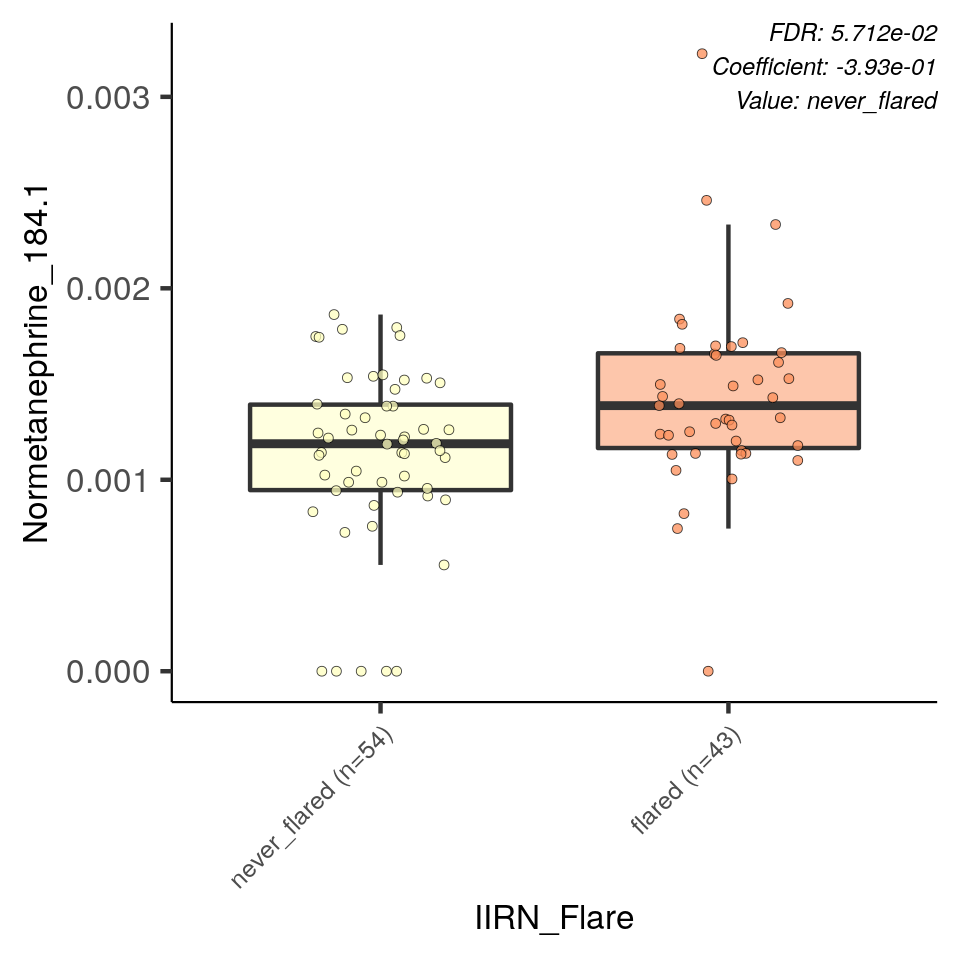 FDR: 5.712e-02
Coefficient: -3.93e-01
Value: never_flared
Normetanephrine_184.1
0.003
0.002
0.001
0.000
never_flared (n=54)
flared (n=43)
IIRN_Flare